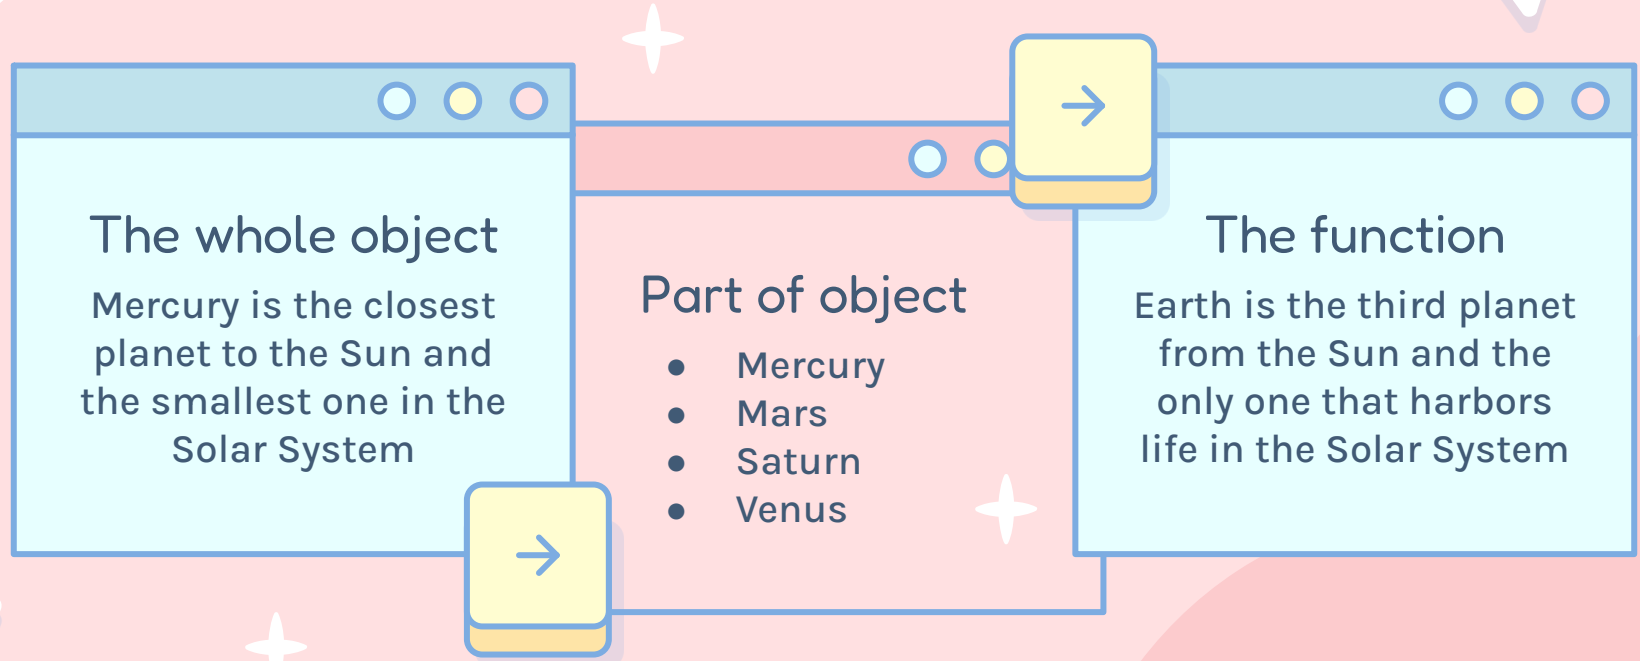 The whole object
Mercury is the closest
planet to the Sun and
the smallest one in the
Solar System
Part of object
● Mercury
● Mars
● Saturn
● Venus
The function
Earth is the third planet
from the Sun and the
only one that harbors
life in the Solar System